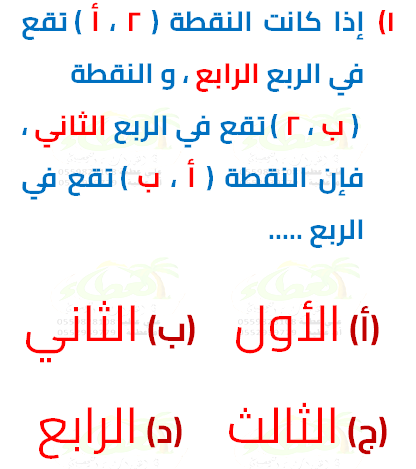 ١) إذا كانت النقطة ( ٢ ، أ ) تقع
في الربع الرابع ، و النقطة
( ب ، ٢ ) تقع في الربع الثاني ،
فإن النقطة ( أ ، ب ) تقع في
الربع .....
(أ) الأول (ب) الثاني
(ج) الثالث (د) الرابع